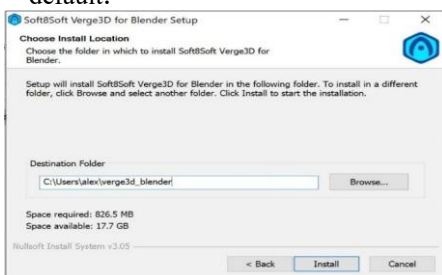 default.
Soft8Soft Verge3D for Blender Setup
Choose Install Location
Choose the folder in which to install Soft8Soft Verge3D for
Blender.
Setup will install Soft8Soft Verge3D for Blender in the following folder. To install in a different
folder, click Browse and select another folder. Click Install to start the installation.
Destination Folder
C:\Users\alex\verge3d_blender
Browse...
Space required: 826.5 MB
Space available: 17.7 GB
Nullsoft Install System v3.05
< Back
Install
Cancel